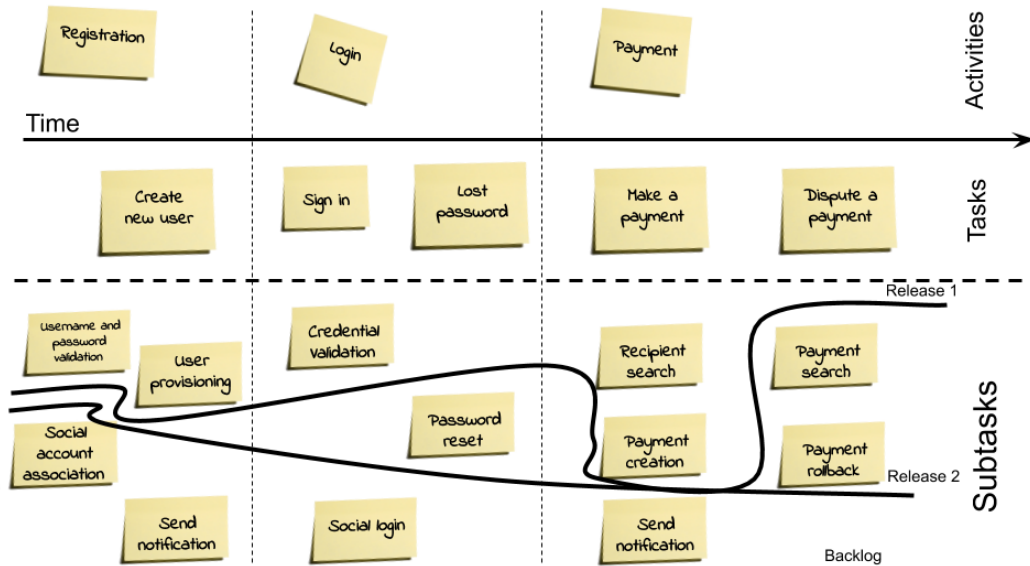 Registration
Login
Payment
Activities
Time
Create
new user
Sign in
Lost
password
Make a
payment
Dispute a
payment
Tasks
Release 1
Username and
password
validation
User
provisioning
Credential
Validation
Recipient
search
Payment
search
Social
account
association
Password
reset
Payment
creation
Payment
rollback
Release 2
Subtasks
Send
notification
Social login
Send
notification
Backlog